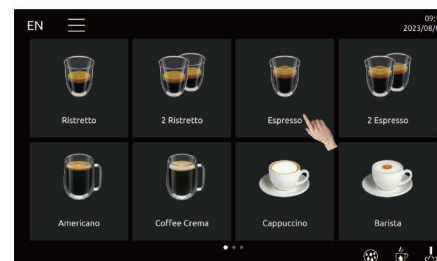 EN
Ristretto
2 Ristretto
Espresso
2 Espresso
Americano
Coffee Crema
Cappuccino
Barista